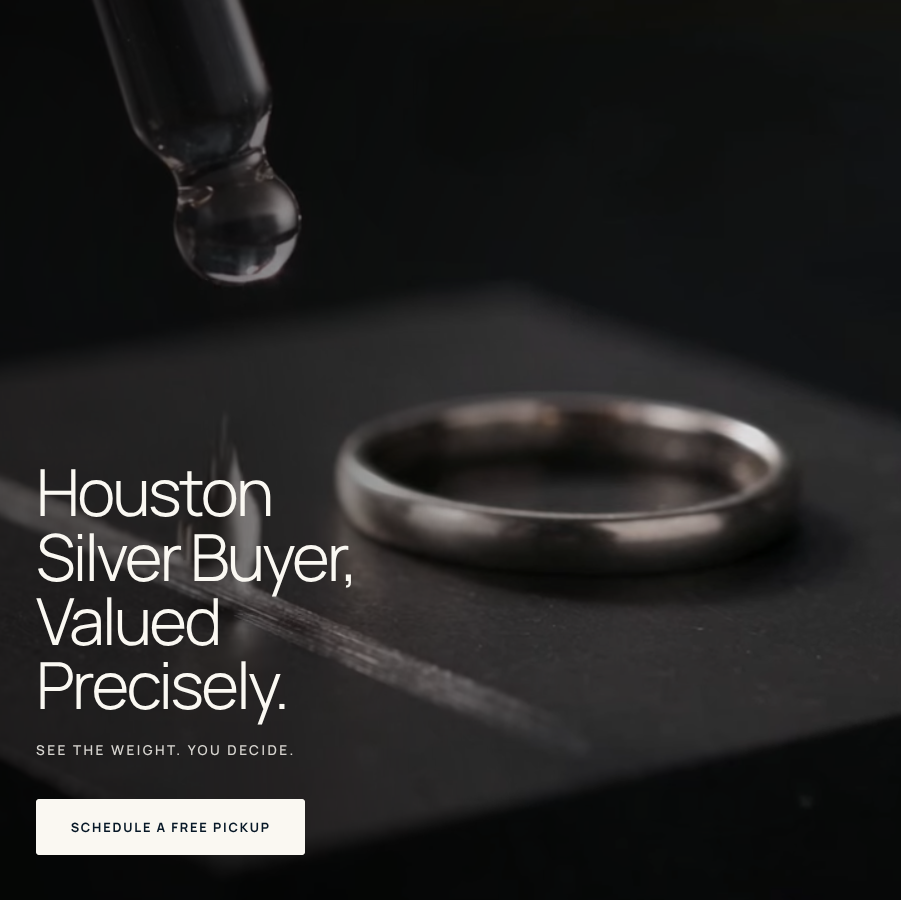 Houston
Silver Buyer,
Valued
Precisely.
SEE THE WEIGHT. YOU DECIDE.
SCHEDULE A FREE PICKUP